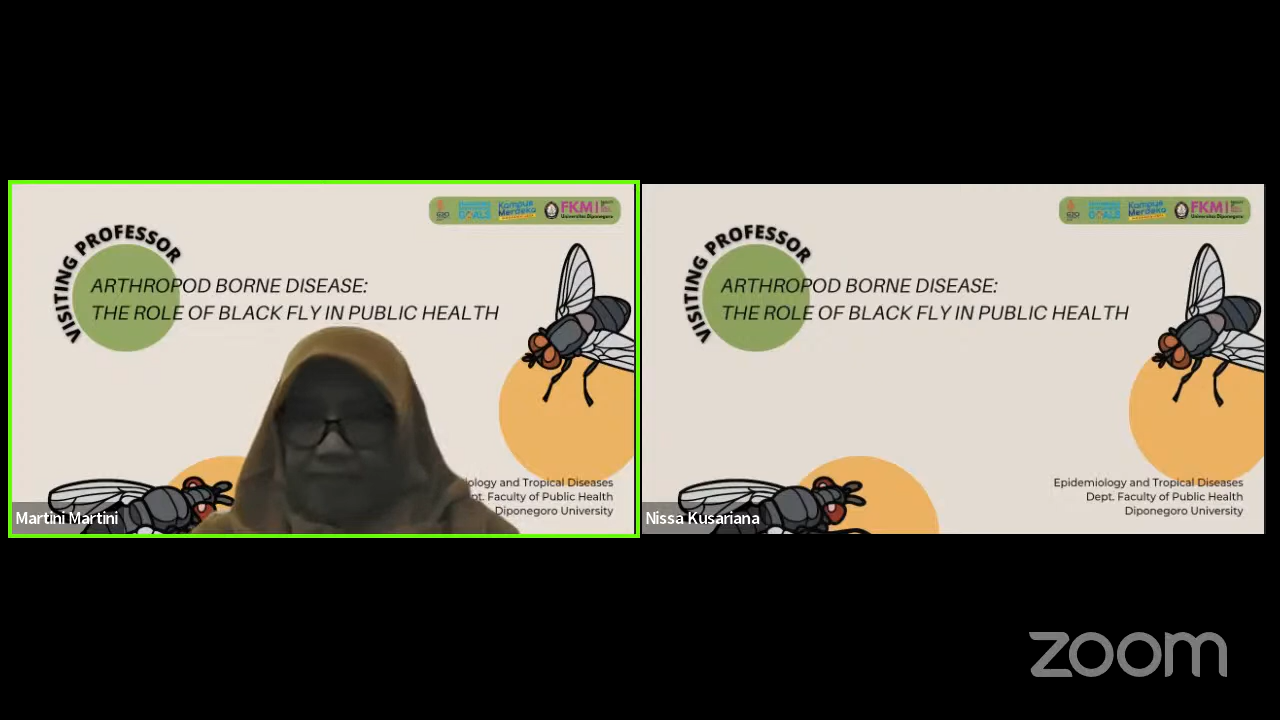 VISITING PROFESSOR
ARTHROPOD BORNE DISEASE:
THE ROLE OF BLACK FLY IN PUBLIC HEALTH
GOALS
Kampus
Merdeka
FKM
Universitas Diponegoro
ology and Tropical Diseases
pt. Faculty of Public Health
Diponegoro University
Martini Martini
VISITING PROFESSOR
ARTHROPOD BORNE DISEASE:
THE ROLE OF BLACK FLY IN PUBLIC HEALTH
GOALS
Kampus
Merdeka
FKM
Universitas Diponegoro
Epidemiology and Tropical Diseases
Dept. Faculty of Public Health
Diponegoro University
Nissa Kusariana
zoom